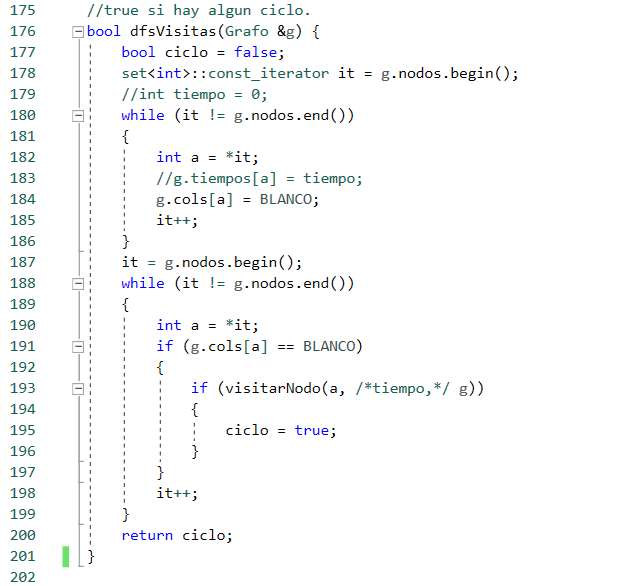 175 //true si hay algun ciclo.
176 bool dfsVisitas(Grafo &g) {
177 bool ciclo = false;
178 set<int>::const_iterator it = g.nodos.begin();
179 //int tiempo = 0;
180 while (it != g.nodos.end())
181 {
182 int a = *it;
183 //g.tiempos[a] = tiempo;
184 g.cols[a] = BLANCO;
185 it++;
186 }
187 it = g.nodos.begin();
188 while (it != g.nodos.end())
189 {
190 int a = *it;
191 if (g.cols[a] == BLANCO)
192 {
193 if (visitarNodo(a, /*tiempo,*/ g))
194 {
195 ciclo = true;
196 }
197 }
198 it++;
199 }
200 return ciclo;
201 }
202